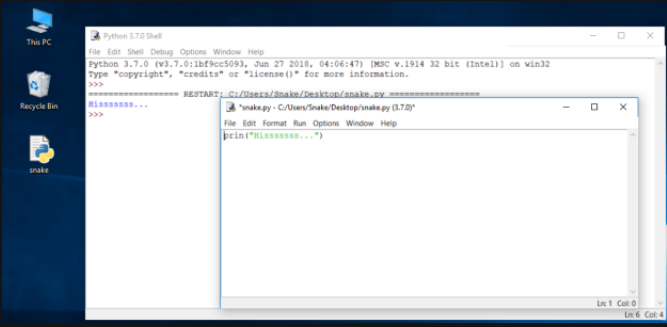 This PC
Recycle Bin
snake
Python 3.7.0 Shell
File Edit Shell Debug Options Window Help
Python 3.7.0 (v3.7.0:1bf9cc5093, Jun 27 2018, 04:06:47) [MSC v.1914 32 bit (Intel)] on win32
Type "copyright", "credits" or "license()" for more information.
>>>
================= RESTART: C:/Users/Snake/Desktop/snake.py =================
Hisssssss...
>>>
*snake.py - C:/Users/Snake/Desktop/snake.py (3.7.0)*
File Edit Format Run Options Window Help
prin("Hisssssss...")
Ln: 1 Col: 0
Ln: 6 Col: 4